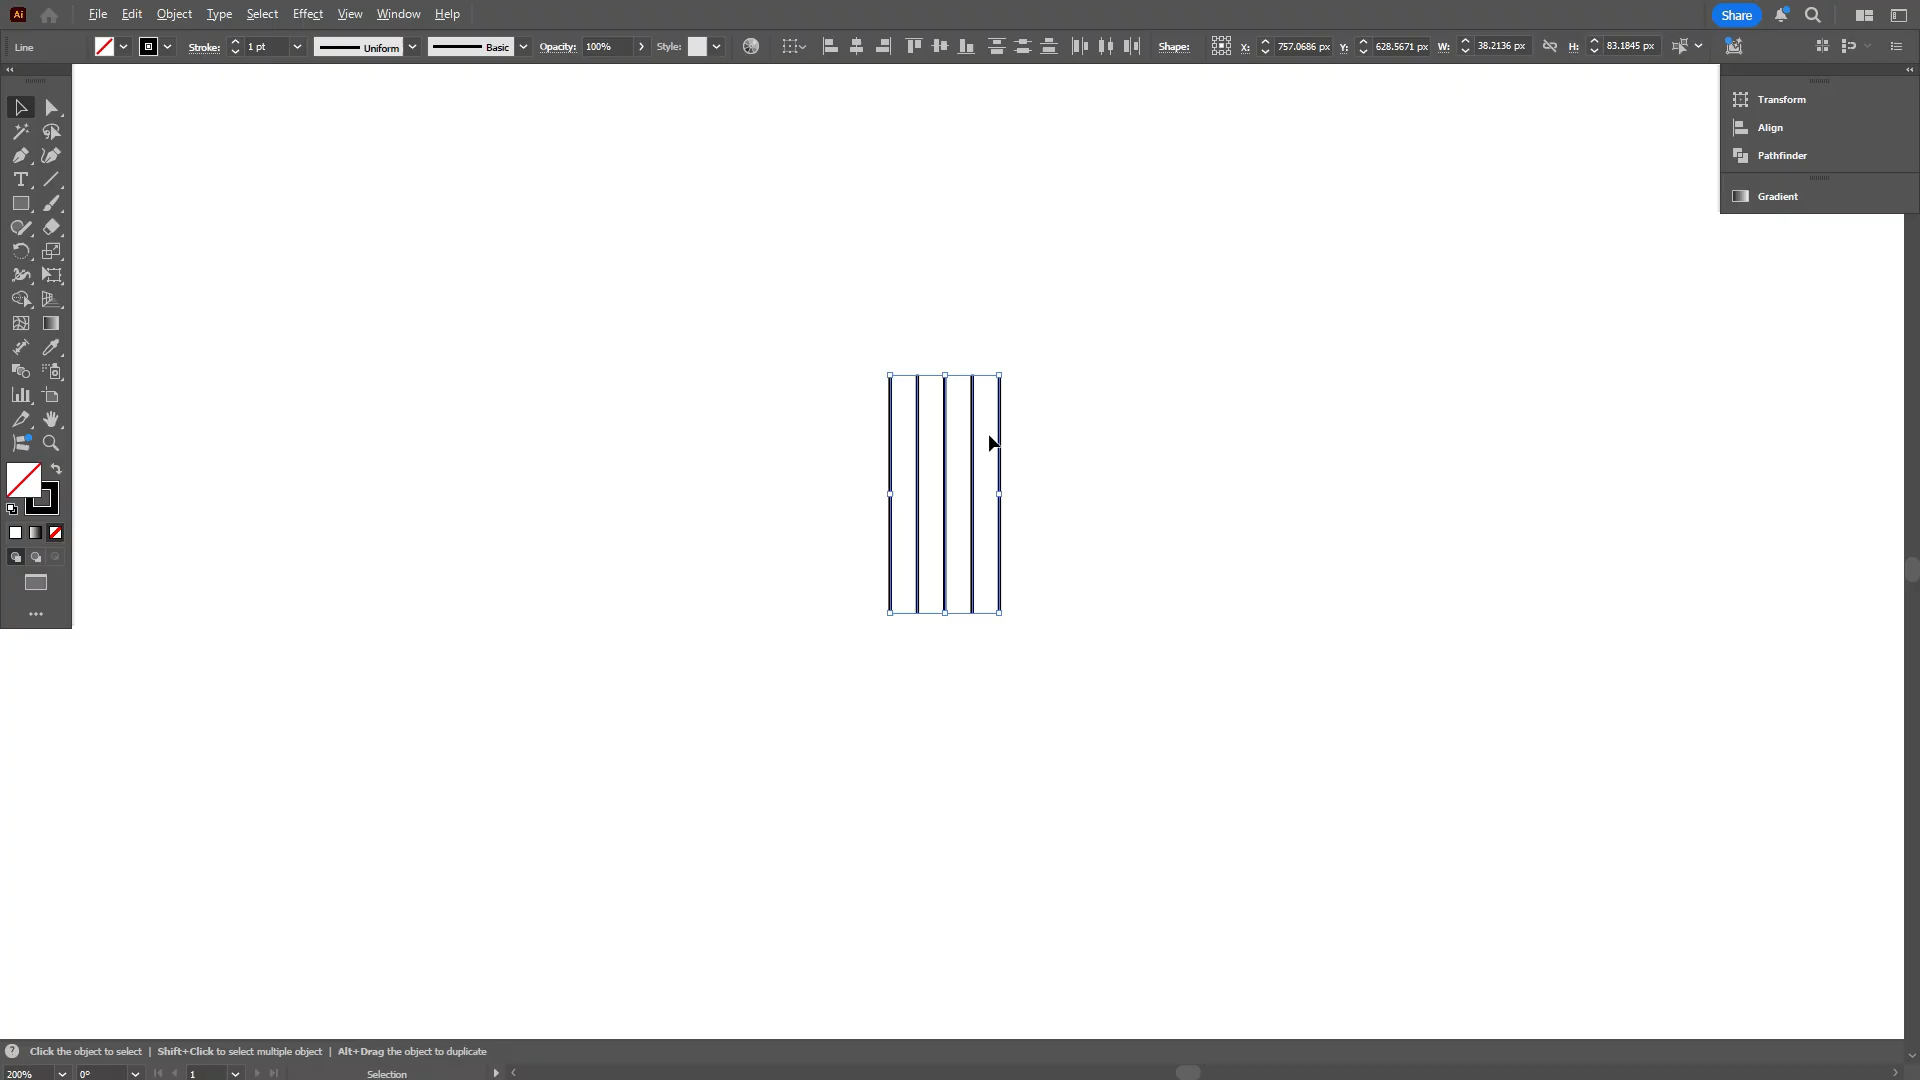 Ai File Edit Object Type Select Effect View Window Help Share
Line Stroke: 1 pt Uniform Basic Opacity: 100% Style: Shape: X: 757.0686 px Y: 628.5671 px W: 38.2136 px H: 83.1845 px
Transform
Align
Pathfinder
Gradient
? Click the object to select | Shift+Click to select multiple object | Alt+Drag the object to duplicate
200% 0° 1 Selection